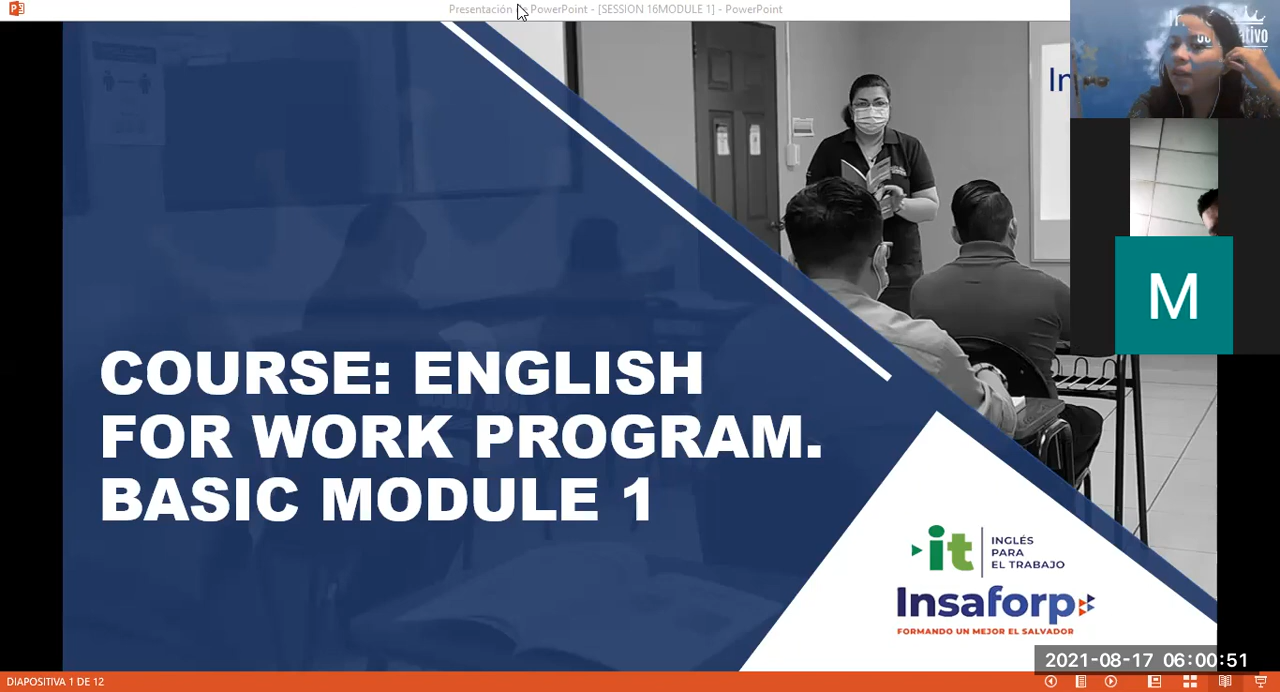 PowerPoint - [SESSION 16MODULE 1] - PowerPoint
Presentación
In
COURSE: ENGLISH
FOR WORK PROGRAM.
BASIC MODULE 1
M
it
INGLÉS
PARA
EL TRABAJO
Insaforp
FORMANDO UN MEJOR EL SALVADOR
2021-08-17 06:00:51
DIAPOSITIVA 1 DE 12